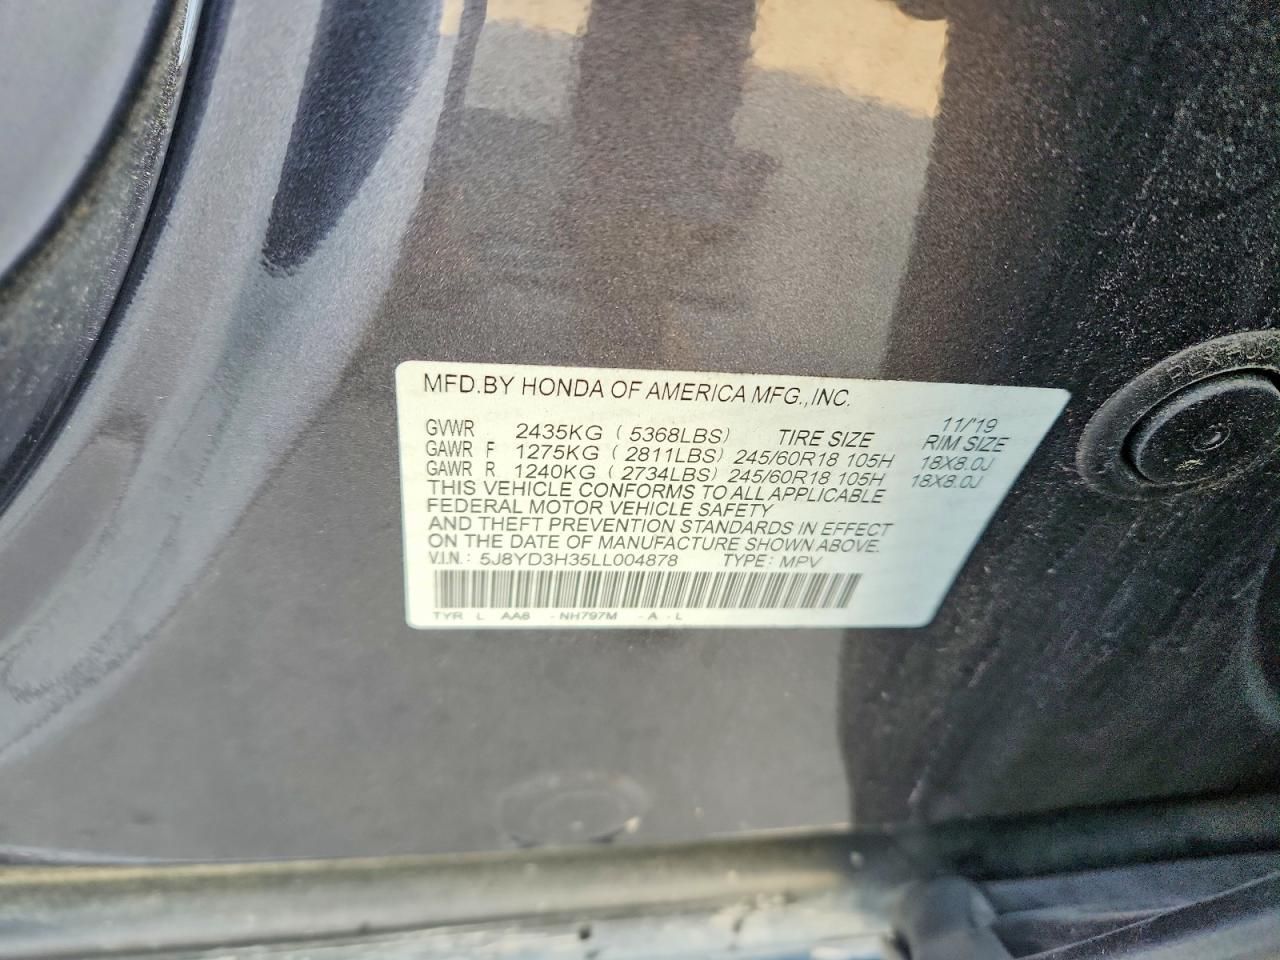 MFD.BY HONDA OF AMERICA MFG.,INC.
11/'19
GVWR 2435KG (5368LBS) TIRE SIZE RIM SIZE
GAWR F 1275KG (2811LBS) 245/60R18 105H 18X8.0J
GAWR R 1240KG (2734LBS) 245/60R18 105H 18X8.0J
THIS VEHICLE CONFORMS TO ALL APPLICABLE
FEDERAL MOTOR VEHICLE SAFETY
AND THEFT PREVENTION STANDARDS IN EFFECT
ON THE DATE OF MANUFACTURE SHOWN ABOVE.
V.I.N.: 5J8YD3H35LL004878 TYPE: MPV
TYR L AA6 -NH797M -A -L